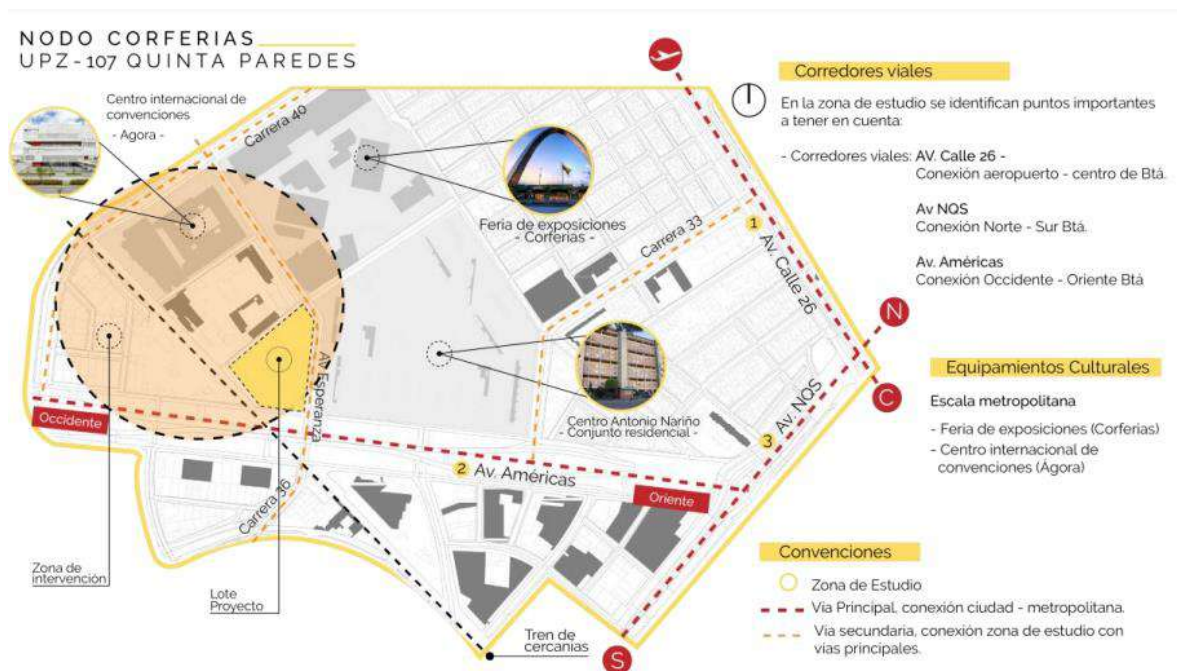 NODO CORFERIAS
UPZ - 107 QUINTA PAREDES
Centro internacional de
convenciones
- Agora -
Carrera 40
Feria de exposiciones
- Corferias -
Carrera 33
1
Av. Calle 26
Av. Esperanza
Centro Antonio Nariño
- Conjunto residencial -
Occidente
2
Av. Américas
Oriente
3
Av. NQS
N
C
S
Carrera 36
Zona de
intervención
Lote
Proyecto
Tren de
cercanías
Corredores viales
En la zona de estudio se identifican puntos importantes
a tener en cuenta:
- Corredores viales: AV. Calle 26 -
Conexión aeropuerto - centro de Btá.
Av NQS
Conexión Norte - Sur Btá.
Av. Américas
Conexión Occidente - Oriente Btá
Equipamientos Culturales
Escala metropolitana
- Feria de exposiciones (Corferias)
- Centro internacional de
convenciones (Ágora)
Convenciones
Zona de Estudio
Via Principal, conexión ciudad - metropolitana.
Via secundaria, conexión zona de estudio con
vias principales.